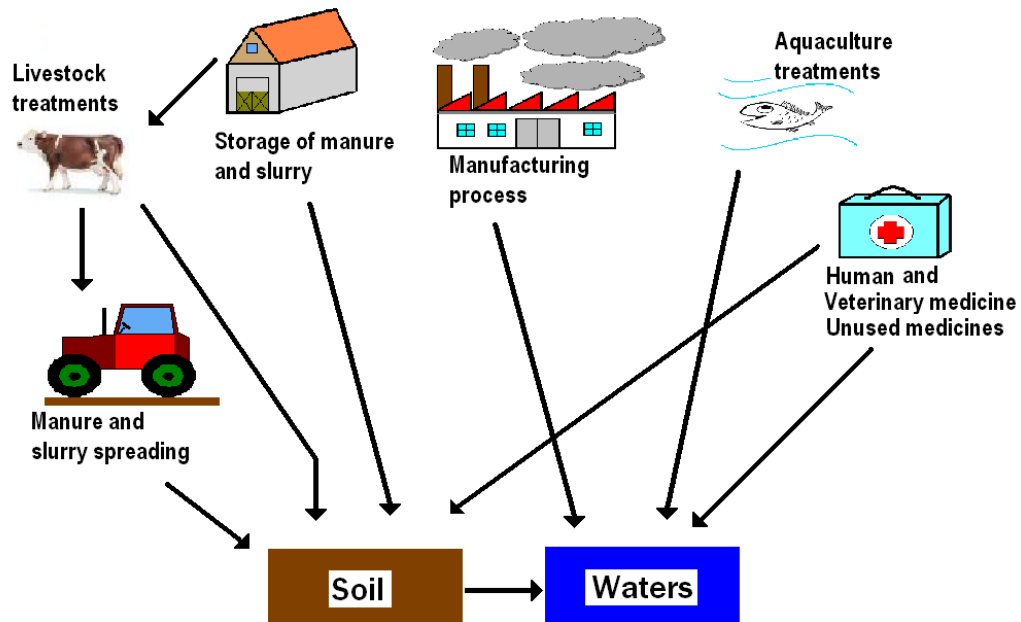 Livestock
treatments
Storage of manure
and slurry
Manufacturing
process
Aquaculture
treatments
Human and
Veterinary medicine
Unused medicines
Manure and
slurry spreading
Soil
Waters